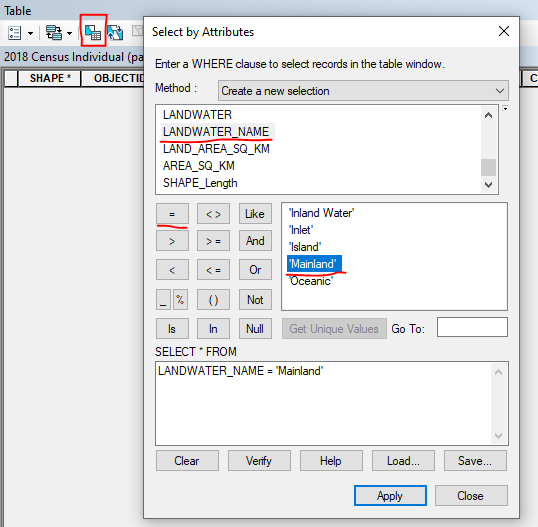 Table
Select by Attributes
2018 Census Individual (pa
SHAPE *
OBJECTID
C
Enter a WHERE clause to select records in the table window.
Method :
Create a new selection
LANDWATER
LANDWATER_NAME
LAND_AREA_SQ_KM
AREA_SQ_KM
SHAPE_Length
= < > Like
> > = And
< < = Or
_ % ( ) Not
Is In Null
'Inland Water'
'Inlet'
'Island'
'Mainland'
'Oceanic'
Get Unique Values Go To:
SELECT * FROM
LANDWATER_NAME = 'Mainland'
Clear Verify Help Load... Save...
Apply Close